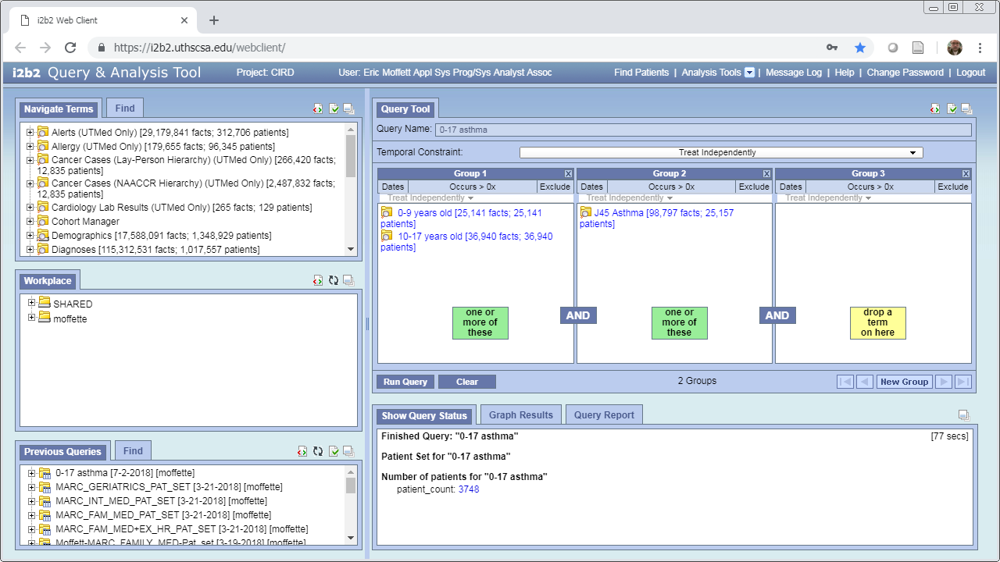 i2b2 Web Client
https://i2b2.uthscsa.edu/webclient/
i2b2 Query & Analysis Tool
Project: CIRD
User: Eric Moffett Appl Sys Prog/Sys Analyst Assoc
Find Patients | Analysis Tools | Message Log | Help | Change Password | Logout
Navigate Terms
Find
Alerts (UTMed Only) [29,179,841 facts; 312,706 patients]
Allergy (UTMed Only) [179,655 facts; 96,345 patients]
Cancer Cases (Lay-Person Hierarchy) (UTMed Only) [266,420 facts;
12,835 patients]
Cancer Cases (NAACCR Hierarchy) (UTMed Only) [2,487,832 facts;
12,835 patients]
Cardiology Lab Results (UTMed Only) [265 facts; 129 patients]
Cohort Manager
Demographics [17,588,091 facts; 1,348,929 patients]
Diagnoses [115,312,531 facts; 1,017,557 patients]
Workplace
SHARED
moffette
Previous Queries
Find
0-17 asthma [7-2-2018] [moffette]
MARC_GERIATRICS_PAT_SET [3-21-2018] [moffette]
MARC_INT_MED_PAT_SET [3-21-2018] [moffette]
MARC_FAM_MED_PAT_SET [3-21-2018] [moffette]
MARC_FAM_MED+EX_HR_PAT_SET [3-21-2018] [moffette]
Moffett-MARC_FAMILY_MED-Pat_set [3-19-2018] [moffette]
Query Tool
Query Name: 0-17 asthma
Temporal Constraint: Treat Independently
Group 1
Dates Occurs > 0x Exclude
Treat Independently
0-9 years old [25,141 facts; 25,141
patients]
10-17 years old [36,940 facts; 36,940
patients]
one or
more of
these
AND
Group 2
Dates Occurs > 0x Exclude
Treat Independently
J45 Asthma [98,797 facts; 25,157
patients]
one or
more of
these
AND
Group 3
Dates Occurs > 0x Exclude
Treat Independently
drop a
term
on here
Run Query
Clear
2 Groups
New Group
Show Query Status
Graph Results
Query Report
Finished Query: "0-17 asthma" [77 secs]
Patient Set for "0-17 asthma"
Number of patients for "0-17 asthma"
patient_count: 3748